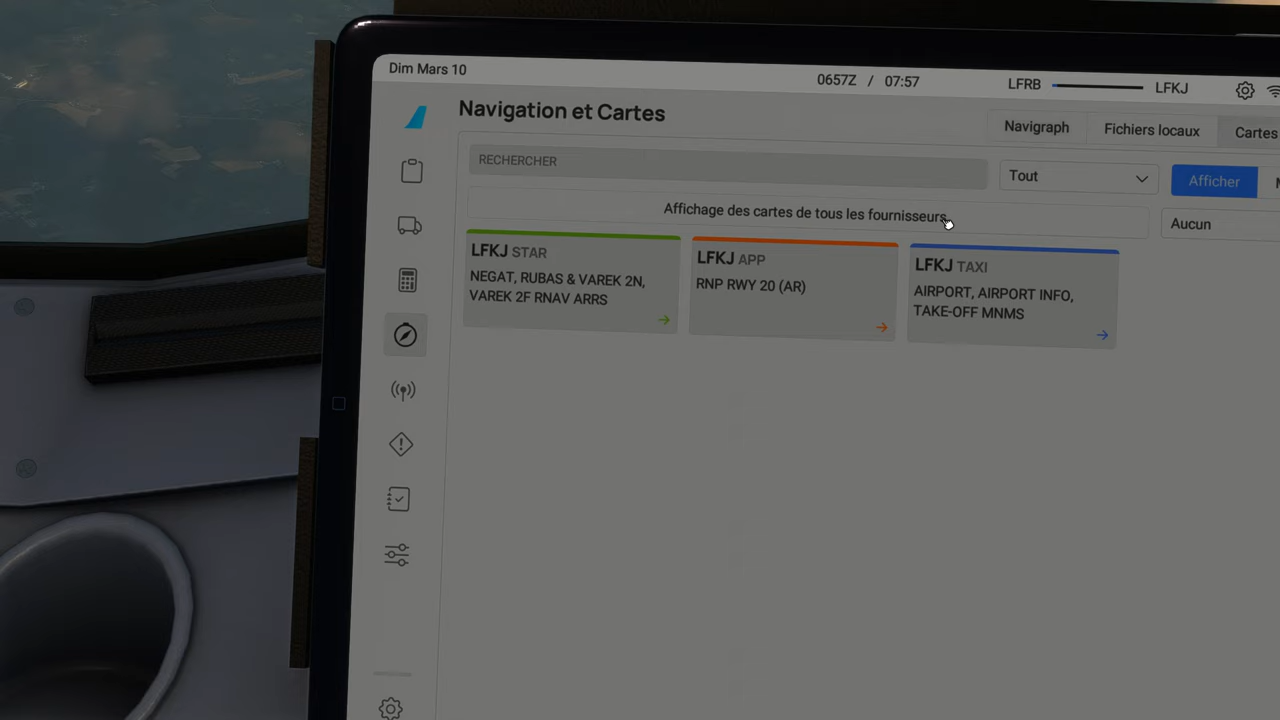 Dim Mars 10
0657Z / 07:57
LFRB LFKJ
Navigation et Cartes
Navigraph
Fichiers locaux
Cartes
RECHERCHER
Tout
Afficher
Affichage des cartes de tous les fournisseurs
Aucun
LFKJ STAR
NEGAT, RUBAS & VAREK 2N,
VAREK 2F RNAV ARRS
LFKJ APP
RNP RWY 20 (AR)
LFKJ TAXI
AIRPORT, AIRPORT INFO,
TAKE-OFF MNMS